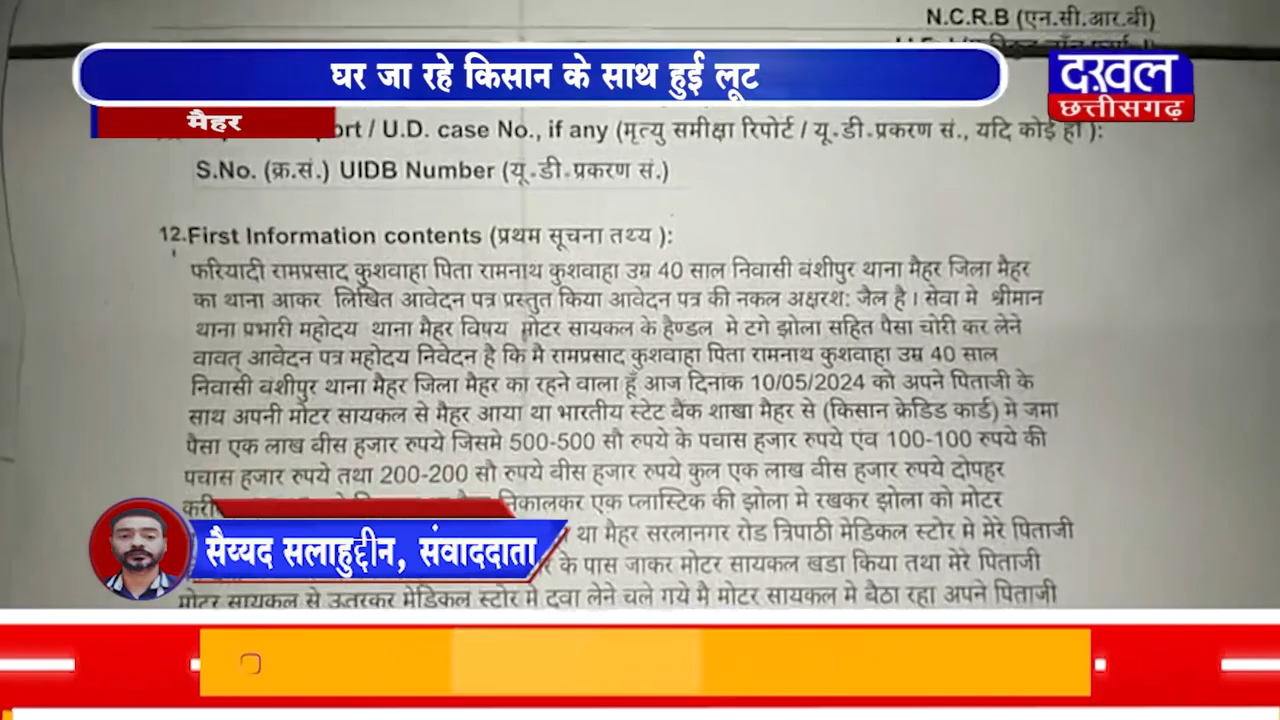 N.C.R.B (एन.सी.आर.बी)
घर जा रहे किसान के साथ हुई लूट
दख़ल
छत्तीसगढ़
मैहर
ort / U.D. case No., if any (मृत्यु समीक्षा रिपोर्ट / यू.डी.प्रकरण सं., यदि कोई हो ):
S.No. (क्र.सं.) UIDB Number (यू.डी.प्रकरण सं.)
12.First Information contents (प्रथम सूचना तथ्य ):
फरियादी रामप्रसाद कुशवाहा पिता रामनाथ कुशवाहा उम्र 40 साल निवासी बंशीपुर थाना मैहर जिला मैहर
का थाना आकर लिखित आवेदन पत्र प्रस्तुत किया आवेदन पत्र की नकल अक्षरश: जैल है । सेवा मे श्रीमान
थाना प्रभारी महोदय थाना मैहर विषय मोटर सायकल के हैण्डल मे टगे झोला सहित पैसा चोरी कर लेने
वावत् आवेदन पत्र महोदय निवेदन है कि मै रामप्रसाद कुशवाहा पिता रामनाथ कुशवाहा उम्र 40 साल
निवासी बंशीपुर थाना मैहर जिला मैहर का रहने वाला हूँ आज दिनांक 10/05/2024 को अपने पिताजी के
साथ अपनी मोटर सायकल से मैहर आया था भारतीय स्टेट बैंक शाखा मैहर से (किसान क्रेडिड कार्ड) मे जमा
पैसा एक लाख वीस हजार रुपये जिसमे 500-500 सौ रुपये के पचास हजार रुपये एंव 100-100 रुपये की
पचास हजार रुपये तथा 200-200 सौ रुपये वीस हजार रुपये कुल एक लाख वीस हजार रुपये दोपहर
करी निकालकर एक प्लास्टिक की झोला मे रखकर झोला को मोटर
था मैहर सरलानगर रोड त्रिपाठी मेडिकल स्टोर मे मेरे पिताजी
सैय्यद सलाहुद्दीन, संवाददाता
के पास जाकर मोटर सायकल खडा किया तथा मेरे पिताजी
मोटर सायकल से उतरकर मेडिकल स्टोर मे दवा लेने चले गये मै मोटर सायकल मे बैठा रहा अपने पिताजी